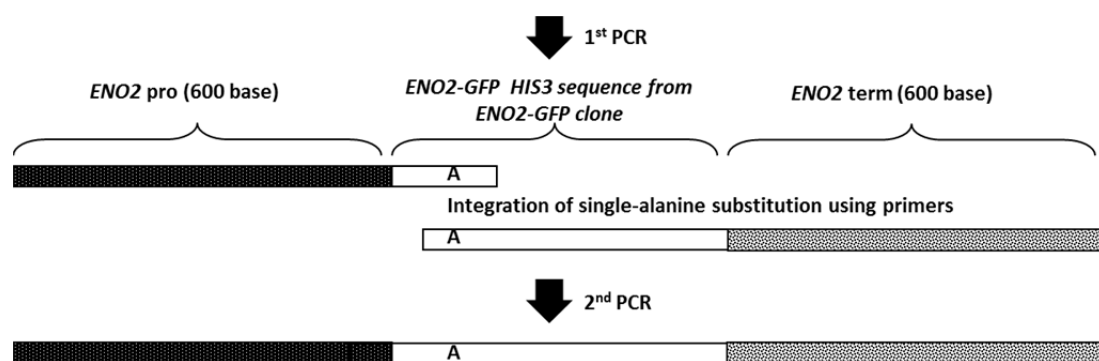 1st PCR
ENO2 pro (600 base)
ENO2-GFP HIS3 sequence from
ENO2-GFP clone
ENO2 term (600 base)
A
Integration of single-alanine substitution using primers
A
2nd PCR
A